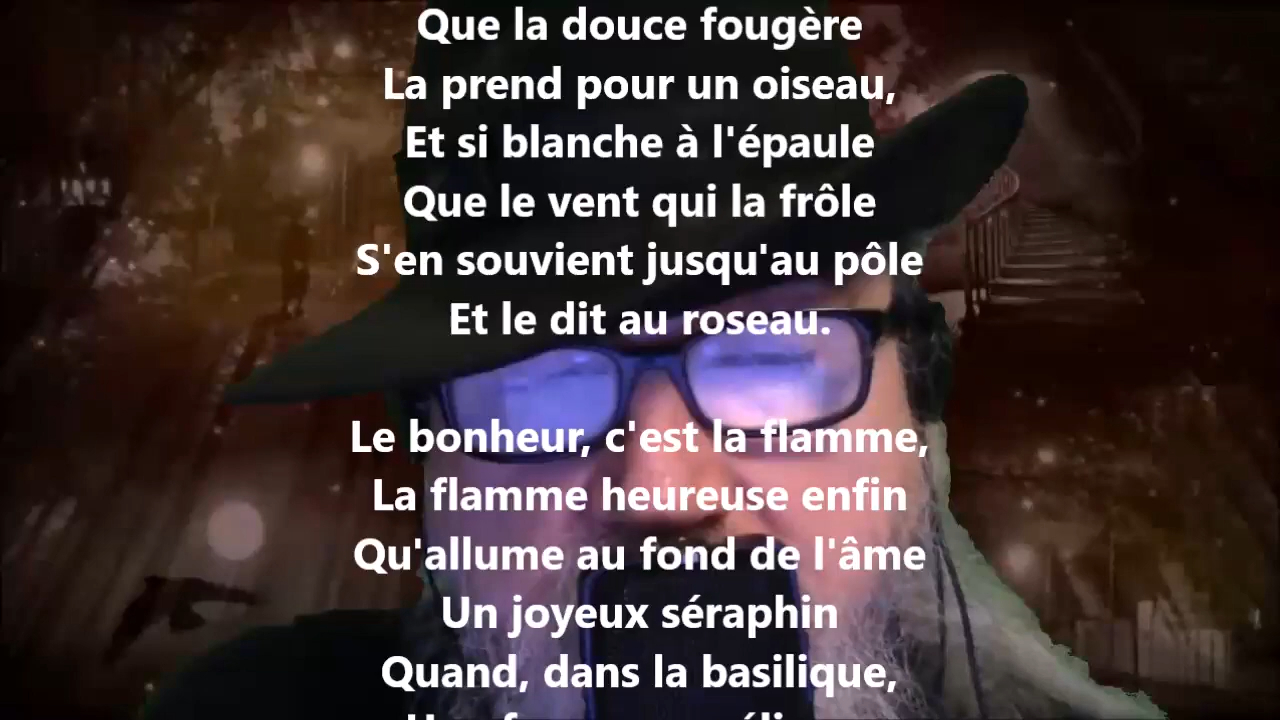 Que la douce fougère
La prend pour un oiseau,
Et si blanche à l'épaule
Que le vent qui la frôle
S'en souvient jusqu'au pôle
Et le dit au roseau.
Le bonheur, c'est la flamme,
La flamme heureuse enfin
Qu'allume au fond de l'âme
Un joyeux séraphin
Quand, dans la basilique,